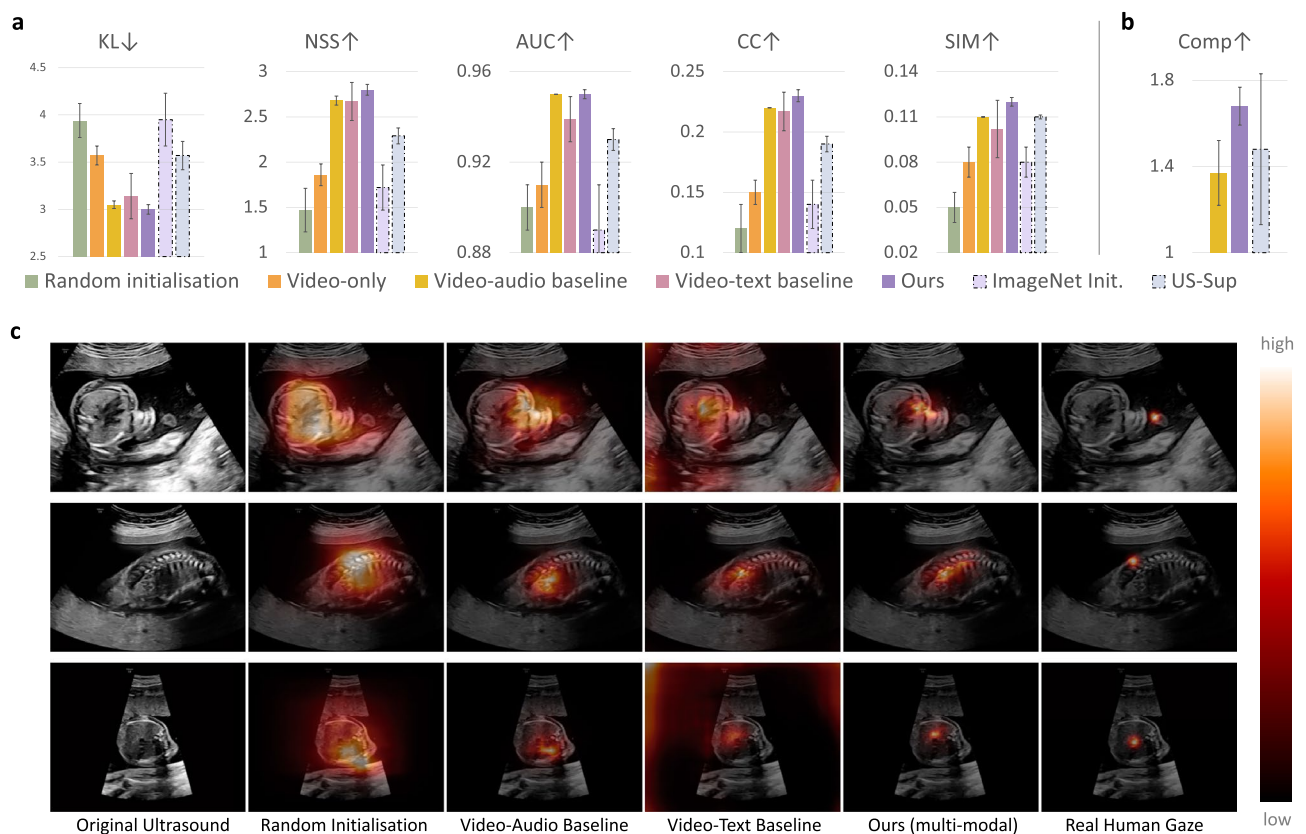 a
KL↓
NSS↑
AUC↑
CC↑
SIM↑
b
Comp↑
4.5
4
3.5
3
2.5
3
2.5
2
1.5
1
0.96
0.92
0.88
0.25
0.2
0.15
0.1
0.14
0.11
0.08
0.05
0.02
1.8
1.4
1
Random initialisation
Video-only
Video-audio baseline
Video-text baseline
Ours
ImageNet Init.
US-Sup
c
high
low
Original Ultrasound
Random Initialisation
Video-Audio Baseline
Video-Text Baseline
Ours (multi-modal)
Real Human Gaze